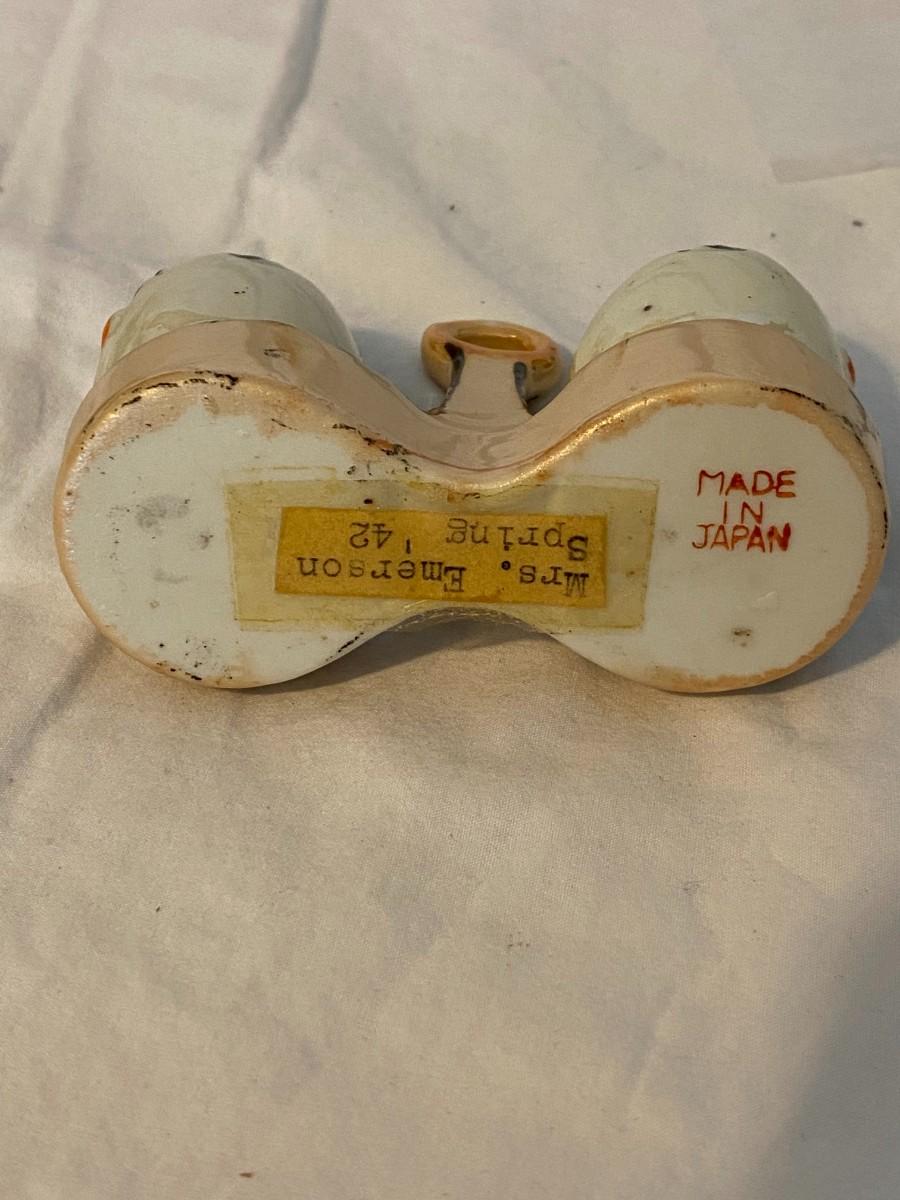 Mrs. Emerson
Spring '42
MADE
IN
JAPAN